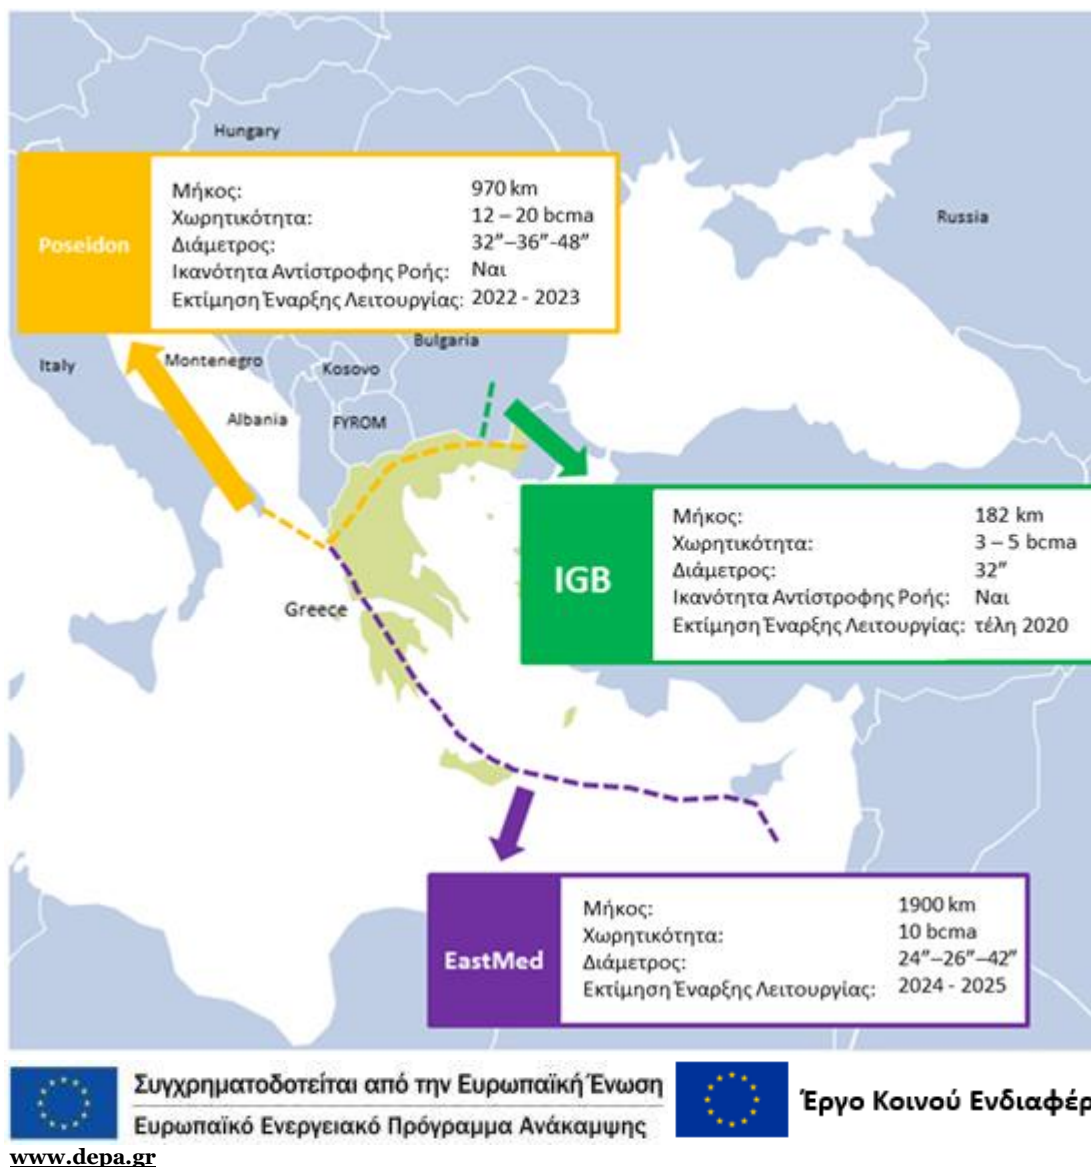 Hungary
Poseidon
Μήκος: 970 km
Χωρητικότητα: 12 – 20 bcma
Διάμετρος: 32”–36”-48”
Ικανότητα Αντίστροφης Ροής: Ναι
Εκτίμηση Έναρξης Λειτουργίας: 2022 - 2023
Russia
Bulgaria
Italy
Montenegro
Kosovo
Albania
FYROM
IGB
Μήκος: 182 km
Χωρητικότητα: 3 – 5 bcma
Διάμετρος: 32”
Ικανότητα Αντίστροφης Ροής: Ναι
Εκτίμηση Έναρξης Λειτουργίας: τέλη 2020
Greece
EastMed
Μήκος: 1900 km
Χωρητικότητα: 10 bcma
Διάμετρος: 24”–26”–42”
Εκτίμηση Έναρξης Λειτουργίας: 2024 - 2025
Συγχρηματοδοτείται από την Ευρωπαϊκή Ένωση
Ευρωπαϊκό Ενεργειακό Πρόγραμμα Ανάκαμψης
Έργο Κοινού Ενδιαφέρ
www.depa.gr